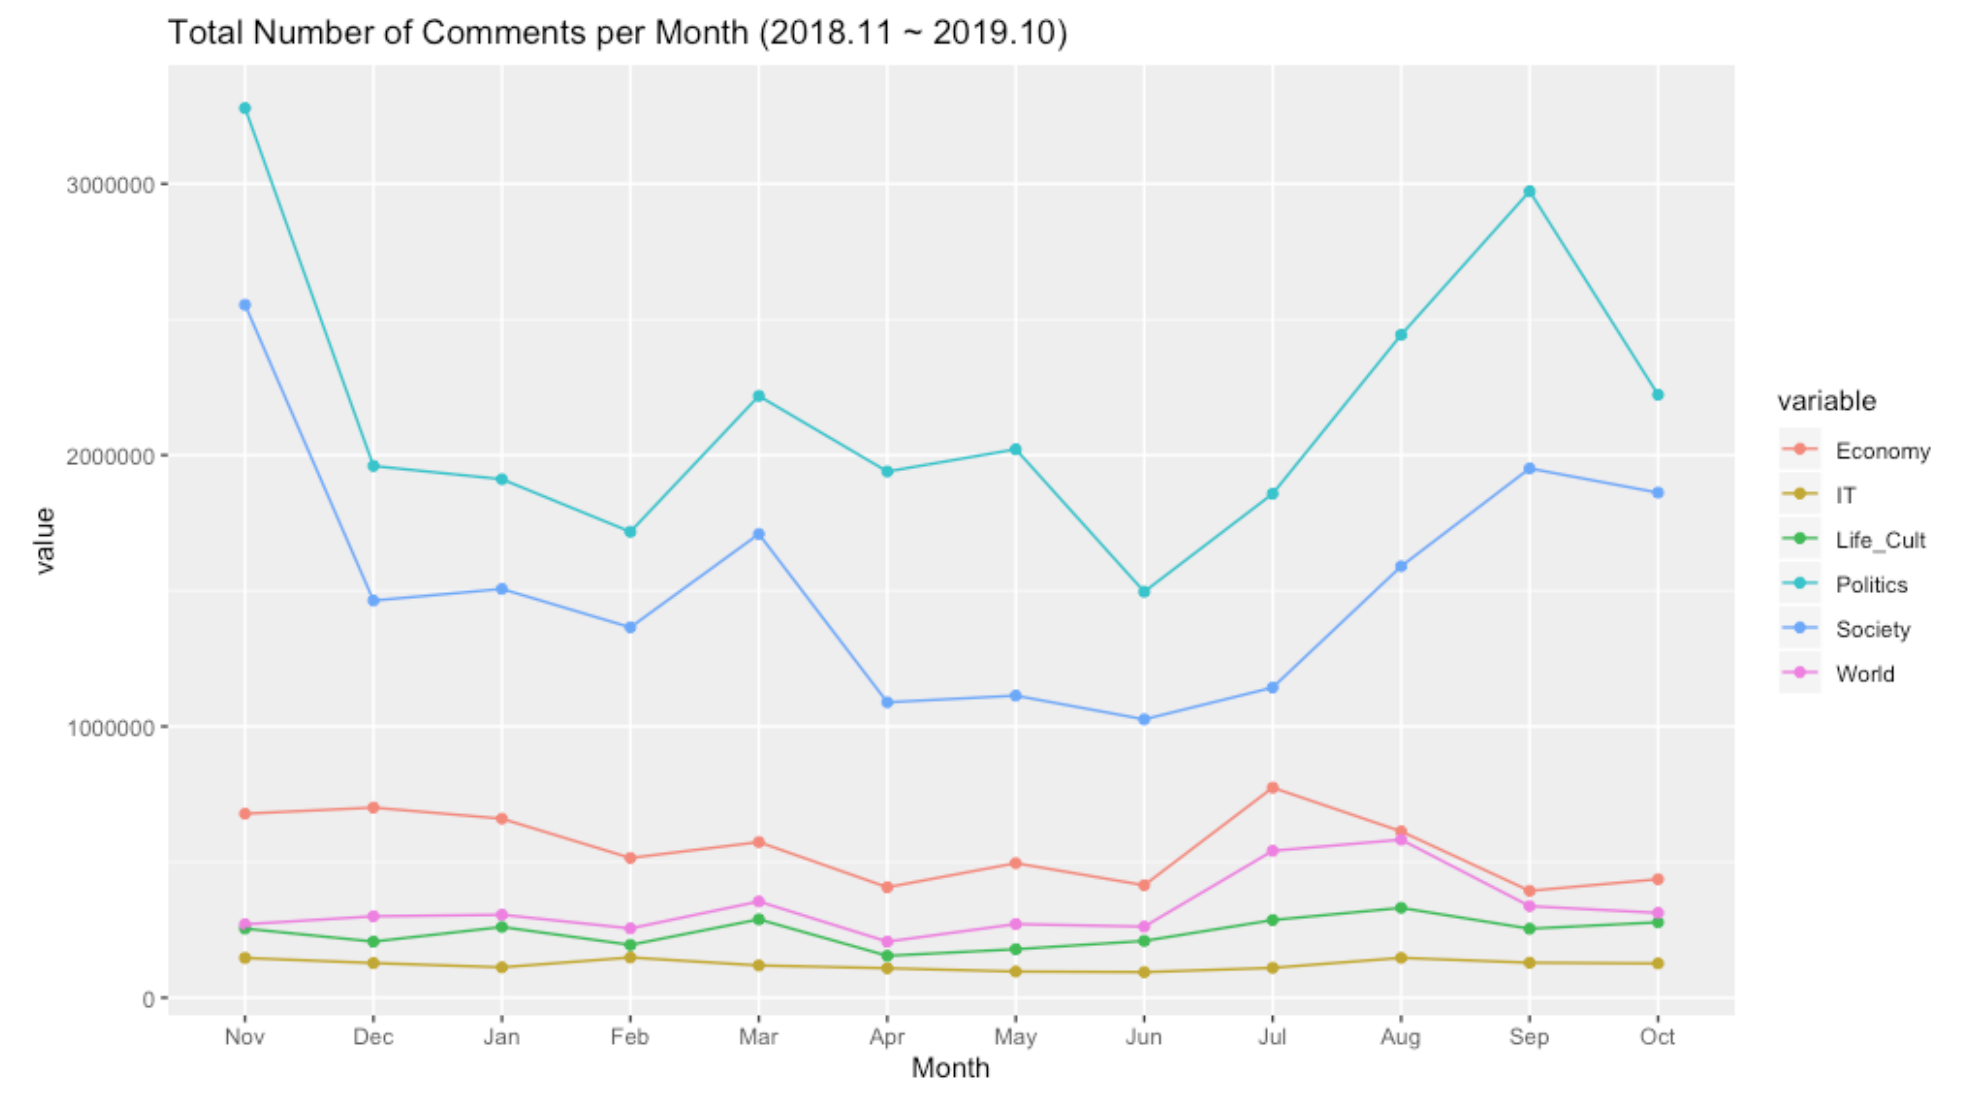 Total Number of Comments per Month (2018.11 ~ 2019.10)
3000000
2000000
1000000
0
value
Nov Dec Jan Feb Mar Apr May Jun Jul Aug Sep Oct
Month
variable
Economy
IT
Life_Cult
Politics
Society
World